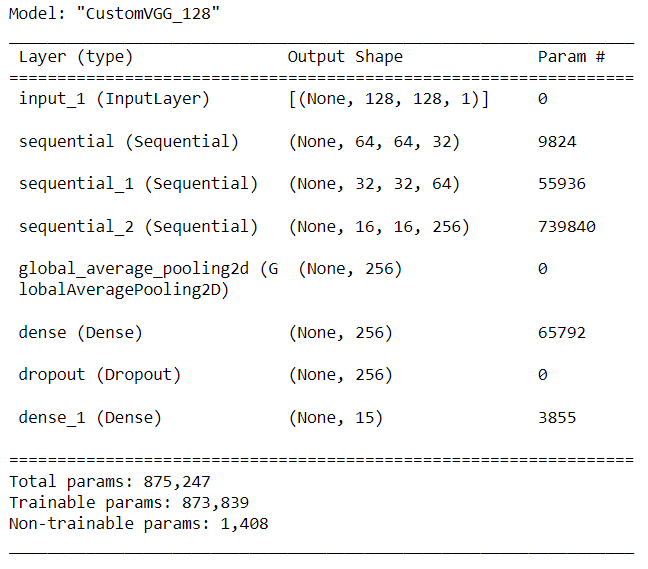 Model: "CustomVGG_128"
_________________________________________________________________
Layer (type) Output Shape Param #
=================================================================
input_1 (InputLayer) [(None, 128, 128, 1)] 0
sequential (Sequential) (None, 64, 64, 32) 9824
sequential_1 (Sequential) (None, 32, 32, 64) 55936
sequential_2 (Sequential) (None, 16, 16, 256) 739840
global_average_pooling2d (G (None, 256) 0
lobalAveragePooling2D)
dense (Dense) (None, 256) 65792
dropout (Dropout) (None, 256) 0
dense_1 (Dense) (None, 15) 3855
=================================================================
Total params: 875,247
Trainable params: 873,839
Non-trainable params: 1,408
_________________________________________________________________